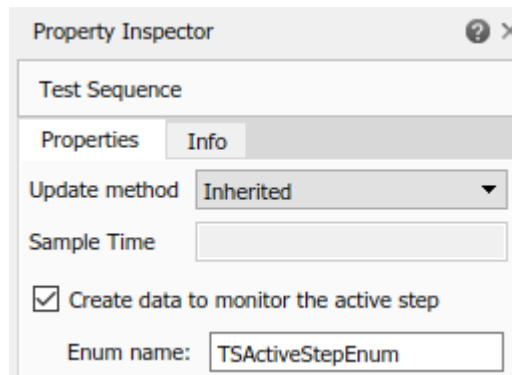 Property Inspector
Test Sequence
Properties Info
Update method Inherited
Sample Time
Create data to monitor the active step
Enum name: TSActiveStepEnum